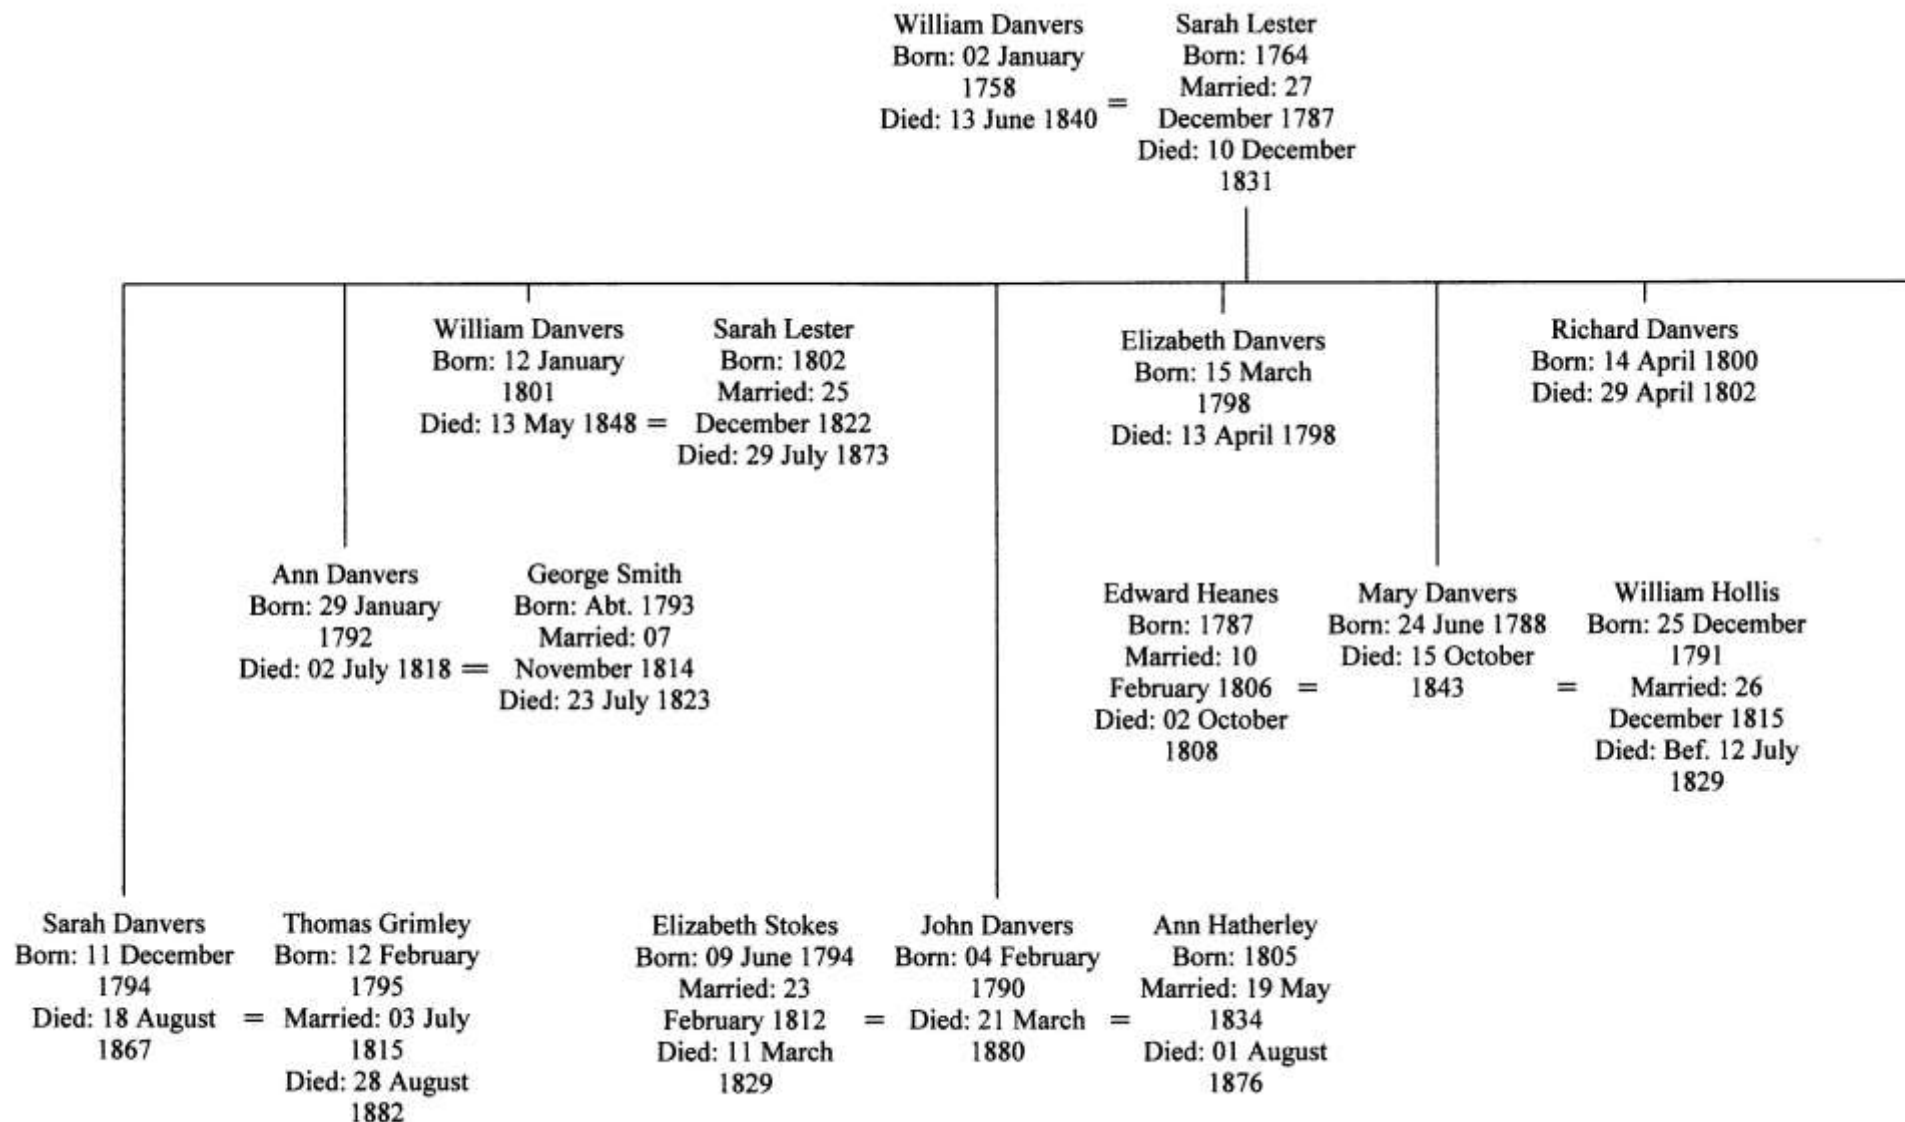 William Danvers
Born: 02 January
1758
Died: 13 June 1840
=
Sarah Lester
Born: 1764
Married: 27
December 1787
Died: 10 December
1831
William Danvers
Born: 12 January
1801
Died: 13 May 1848
=
Sarah Lester
Born: 1802
Married: 25
December 1822
Died: 29 July 1873
Elizabeth Danvers
Born: 15 March
1798
Died: 13 April 1798
Richard Danvers
Born: 14 April 1800
Died: 29 April 1802
Ann Danvers
Born: 29 January
1792
Died: 02 July 1818
=
George Smith
Born: Abt. 1793
Married: 07
November 1814
Died: 23 July 1823
Edward Heanes
Born: 1787
Married: 10
February 1806
Died: 02 October
1808
=
Mary Danvers
Born: 24 June 1788
Died: 15 October
1843
=
William Hollis
Born: 25 December
1791
Married: 26
December 1815
Died: Bef. 12 July
1829
Sarah Danvers
Born: 11 December
1794
Died: 18 August
1867
=
Thomas Grimley
Born: 12 February
1795
Married: 03 July
1815
Died: 28 August
1882
Elizabeth Stokes
Born: 09 June 1794
Married: 23
February 1812
Died: 11 March
1829
=
John Danvers
Born: 04 February
1790
Died: 21 March
1880
=
Ann Hatherley
Born: 1805
Married: 19 May
1834
Died: 01 August
1876